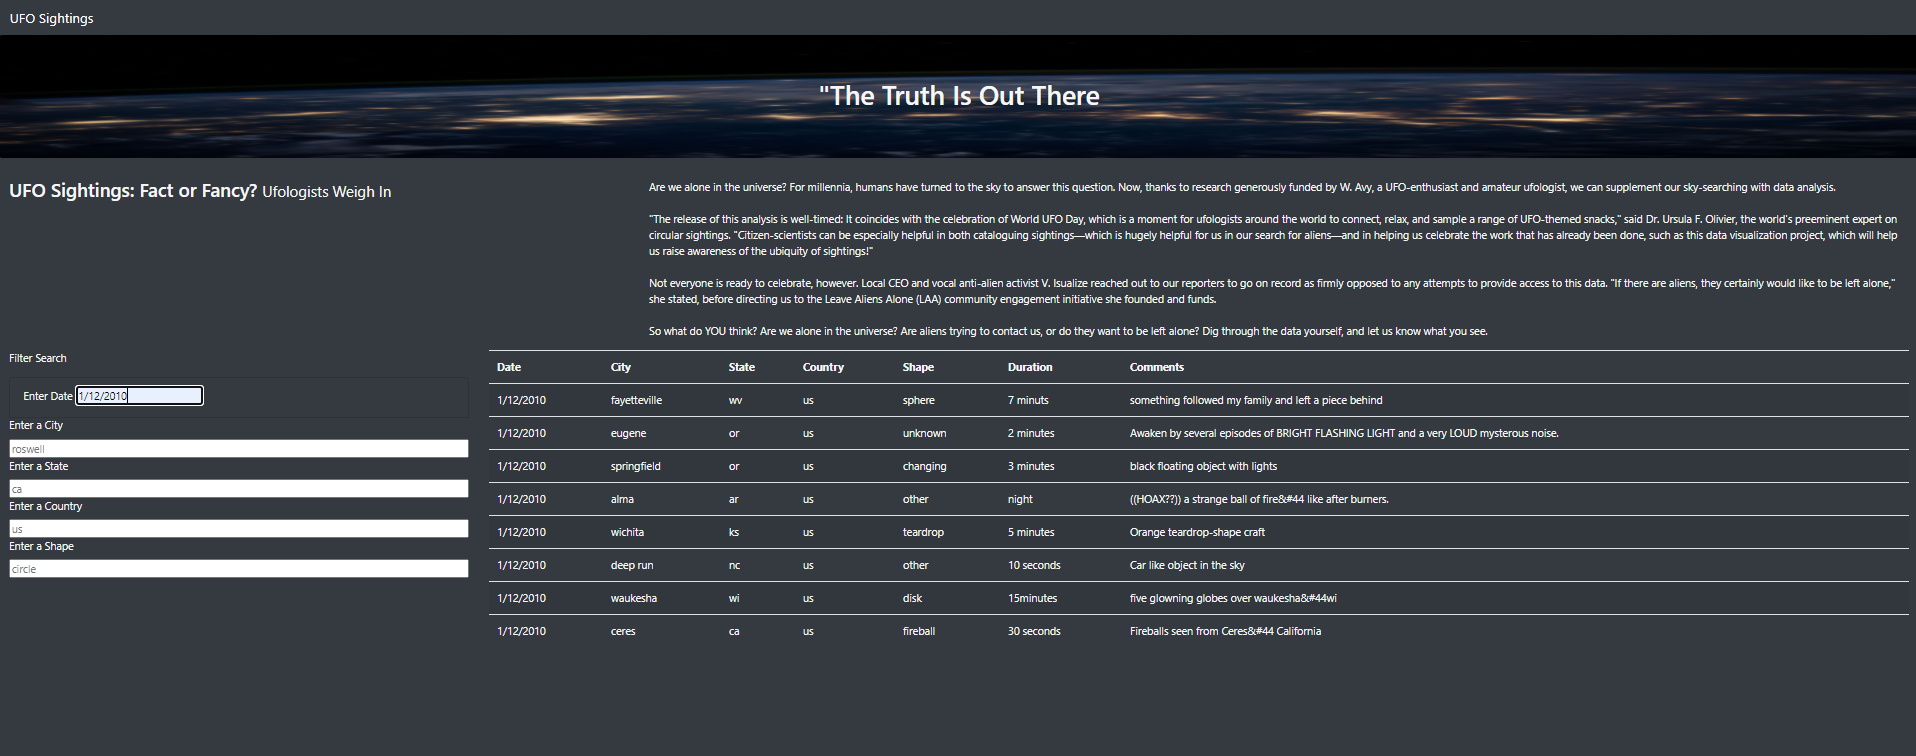 UFO Sightings
"The Truth Is Out There
UFO Sightings: Fact or Fancy? Ufologists Weigh In
Are we alone in the universe? For millennia, humans have turned to the sky to answer this question. Now, thanks to research generously funded by W. Avy, a UFO-enthusiast and amateur ufologist, we can supplement our sky-searching with data analysis.
"The release of this analysis is well-timed: It coincides with the celebration of World UFO Day, which is a moment for ufologists around the world to connect, relax, and sample a range of UFO-themed snacks," said Dr. Ursula F. Olivier, the world's preeminent expert on
circular sightings. "Citizen-scientists can be especially helpful in both cataloguing sightings—which is hugely helpful for us in our search for aliens—and in helping us celebrate the work that has already been done, such as this data visualization project, which will help
us raise awareness of the ubiquity of sightings!"
Not everyone is ready to celebrate, however. Local CEO and vocal anti-alien activist V. Isualize reached out to our reporters to go on record as firmly opposed to any attempts to provide access to this data. "If there are aliens, they certainly would like to be left alone,"
she stated, before directing us to the Leave Aliens Alone (LAA) community engagement initiative she founded and funds.
So what do YOU think? Are we alone in the universe? Are aliens trying to contact us, or do they want to be left alone? Dig through the data yourself, and let us know what you see.
Filter Search
Enter Date 1/12/2010
Enter a City
roswell
Enter a State
ca
Enter a Country
us
Enter a Shape
circle
Date City State Country Shape Duration Comments
1/12/2010 fayetteville wv us sphere 7 minuts something followed my family and left a piece behind
1/12/2010 eugene or us unknown 2 minutes Awaken by several episodes of BRIGHT FLASHING LIGHT and a very LOUD mysterous noise.
1/12/2010 springfield or us changing 3 minutes black floating object with lights
1/12/2010 alma ar us other night ((HOAX??)) a strange ball of fire&#44 like after burners.
1/12/2010 wichita ks us teardrop 5 minutes Orange teardrop-shape craft
1/12/2010 deep run nc us other 10 seconds Car like object in the sky
1/12/2010 waukesha wi us disk 15minutes five glowning globes over waukesha&#44wi
1/12/2010 ceres ca us fireball 30 seconds Fireballs seen from Ceres&#44 California